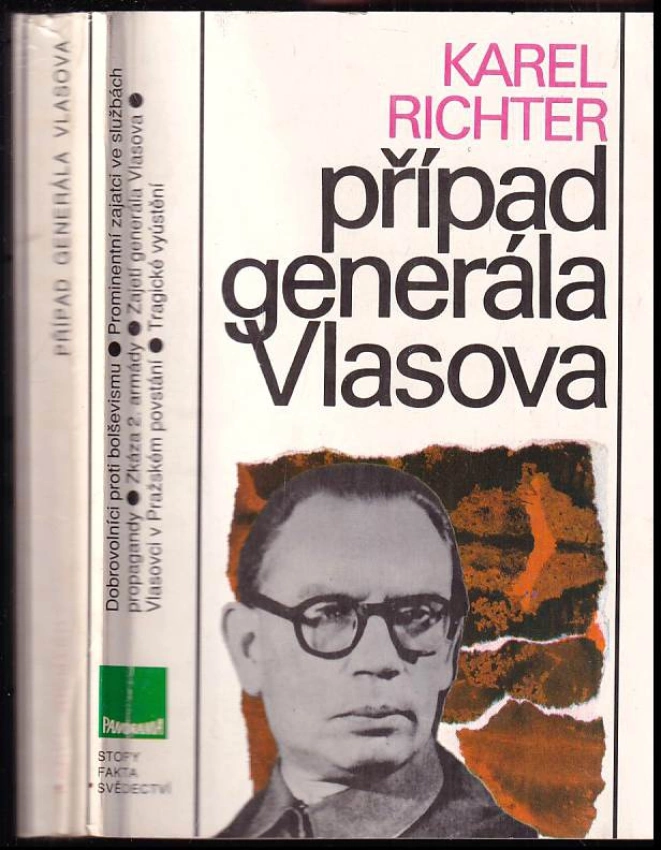 PŘÍPAD GENERÁLA VLASOVA
Dobrovolníci proti bolševismu ● Prominentní zajatci ve službách
propagandy ● Zkáza 2. armády ● Zajetí generála Vlasova ●
Vlasovci v Pražském povstání ● Tragické vyústění
PANORAMA
STOPY
FAKTA
SVĚDECTVÍ
KAREL
RICHTER
případ
generála
Vlasova